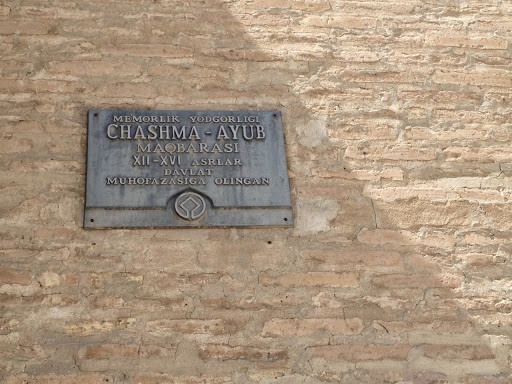 MEMORLIK YODGORLIGI
CHASHMA-AYUB
MAQBARASI
XII-XVI ASRLAR
DAVLAT
MUHOFAZASIGA OLINGAN